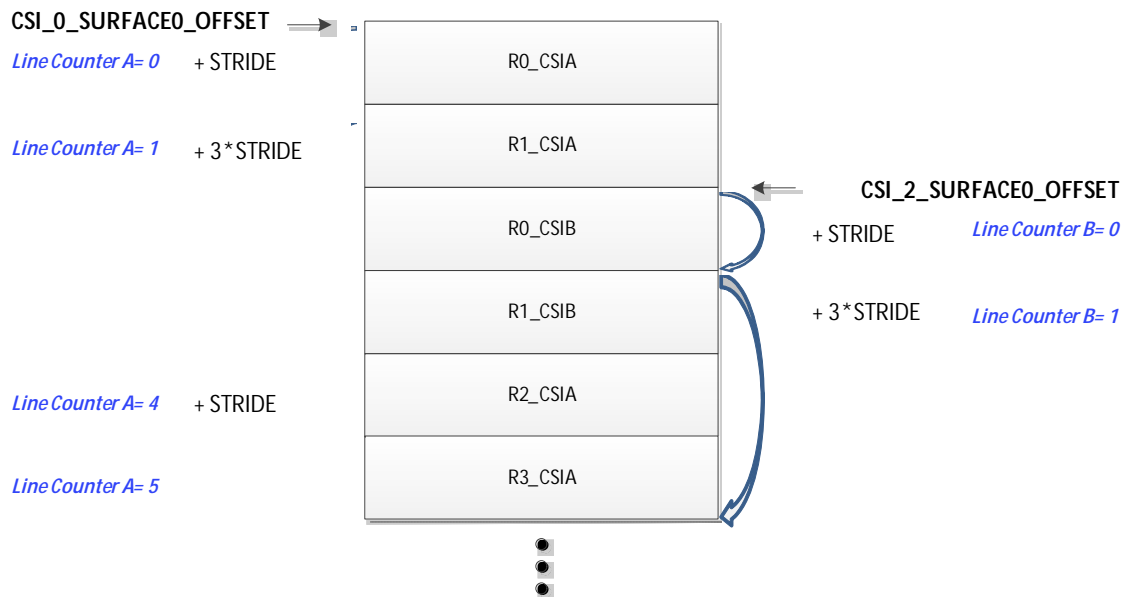 CSI_0_SURFACE0_OFFSET
Line Counter A= 0 + STRIDE
R0_CSIA
Line Counter A= 1 + 3*STRIDE
R1_CSIA
CSI_2_SURFACE0_OFFSET
R0_CSIB
+ STRIDE Line Counter B= 0
R1_CSIB
+ 3*STRIDE Line Counter B= 1
Line Counter A= 4 + STRIDE
R2_CSIA
Line Counter A= 5
R3_CSIA